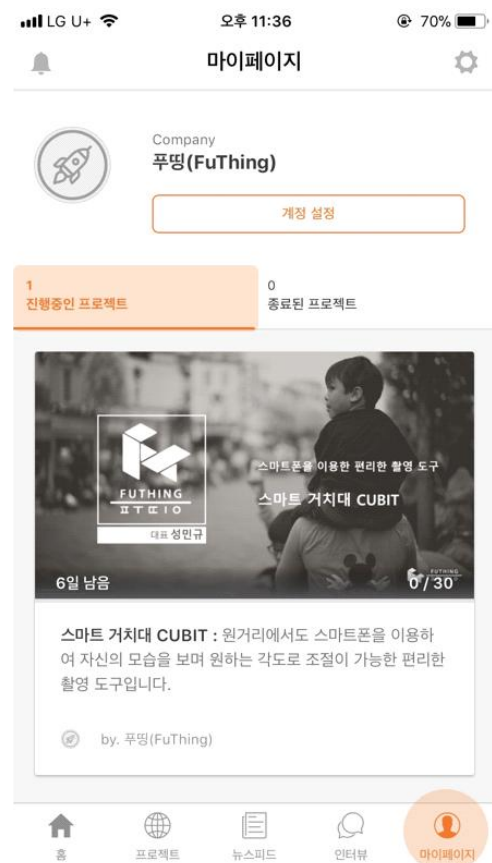 LG U+
오후 11:36
70%
마이페이지
Company
푸띵(FuThing)
계정 설정
1
진행중인 프로젝트
0
종료된 프로젝트
FUTHING
대표 성민규
스마트폰을 이용한 편리한 촬영 도구
스마트 거치대 CUBIT
6일 남음
FUTHING
0 / 30
스마트 거치대 CUBIT : 원거리에서도 스마트폰을 이용하
여 자신의 모습을 보며 원하는 각도로 조절이 가능한 편리한
촬영 도구입니다.
by. 푸띵(FuThing)
홈
프로젝트
뉴스피드
인터뷰
마이페이지